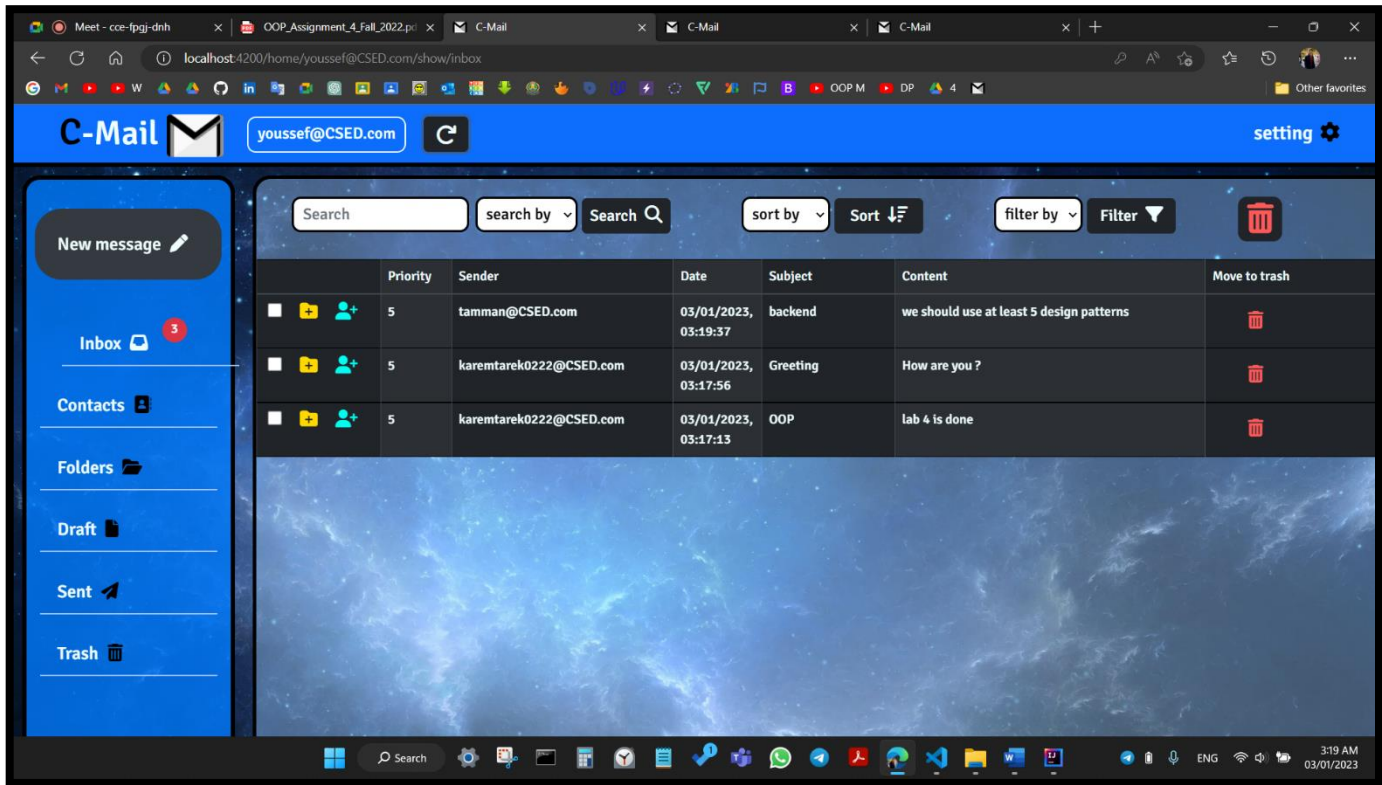 Meet - cce-fpgj-dnh
OOP_Assignment_4_Fall_2022.pd
C-Mail
C-Mail
C-Mail
localhost:4200/home/youssef@CSED.com/show/inbox
W
OOP M
DP
4
Other favorites
C-Mail
youssef@CSED.com
setting
New message
Inbox
3
Contacts
Folders
Draft
Sent
Trash
Search
search by
Search
sort by
Sort
filter by
Filter
Priority Sender Date Subject Content Move to trash
5 tamman@CSED.com 03/01/2023, backend we should use at least 5 design patterns
03:19:37
5 karemtarek0222@CSED.com 03/01/2023, Greeting How are you ?
03:17:56
5 karemtarek0222@CSED.com 03/01/2023, OOP lab 4 is done
03:17:13
Search
1
ENG
3:19 AM
03/01/2023